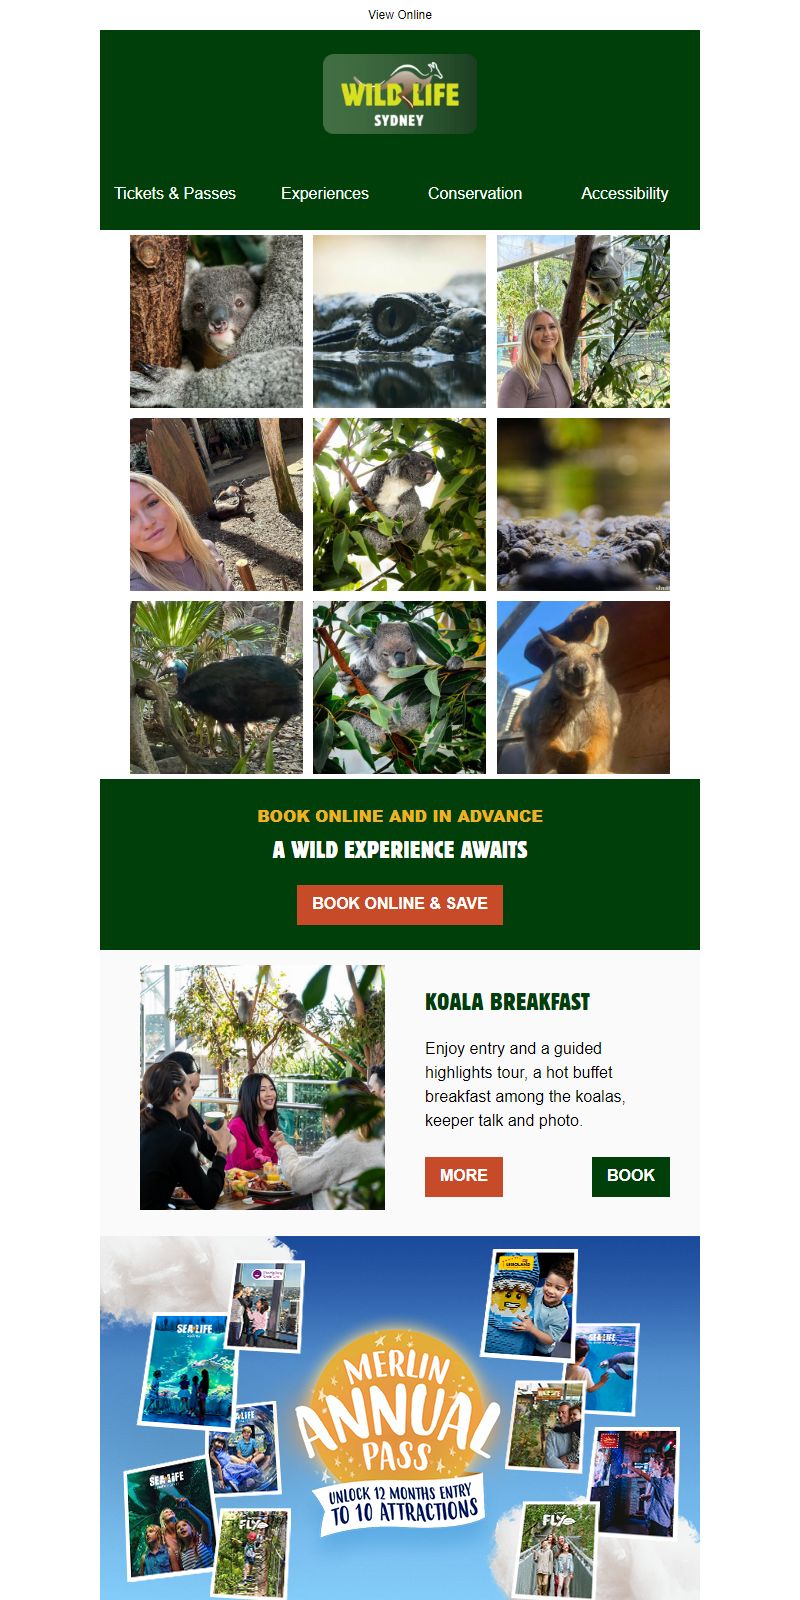 View Online
WILD LIFE
SYDNEY
Tickets & Passes
Experiences
Conservation
Accessibility
BOOK ONLINE AND IN ADVANCE
A WILD EXPERIENCE AWAITS
BOOK ONLINE & SAVE
KOALA BREAKFAST
Enjoy entry and a guided
highlights tour, a hot buffet
breakfast among the koalas,
keeper talk and photo.
MORE
BOOK
LEGOLAND
SEA LIFE
SEA LIFE
MERLIN
ANNUAL
PASS
UNLOCK 12 MONTHS ENTRY
TO 10 ATTRACTIONS
SEA LIFE
FLY
FLY